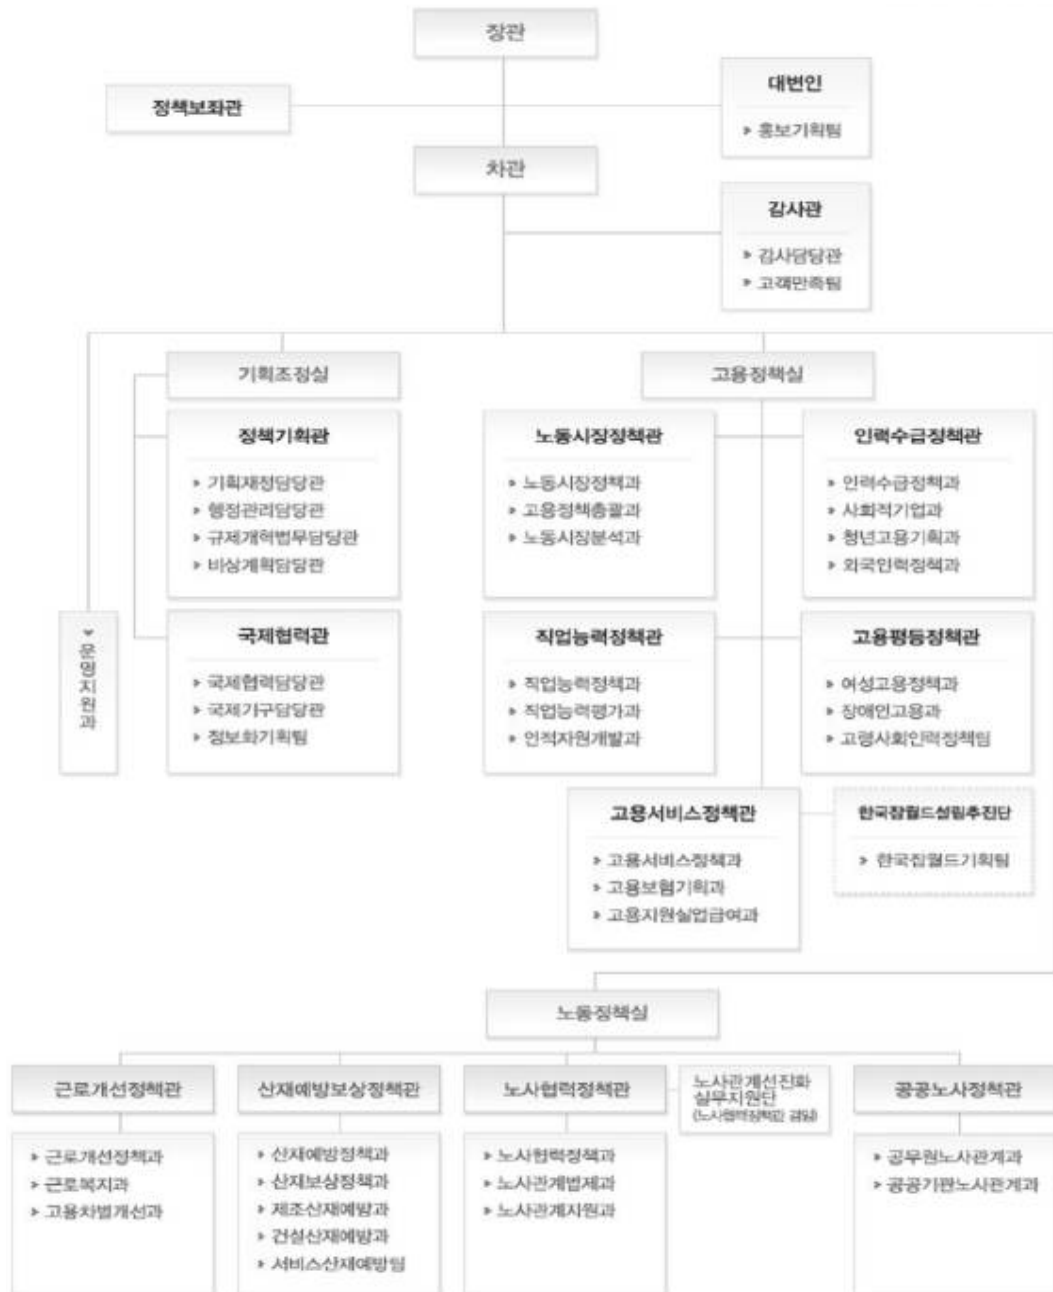 장관
정책보좌관
대변인
홍보기획팀
차관
감사관
감사담당관
고객만족팀
기획조정실
고용정책실
정책기획관
기획재정담당관
행정관리담당관
규제개혁법무담당관
비상계획담당관
노동시장정책관
노동시장정책과
고용정책총괄과
노동시장분석과
인력수급정책관
인력수급정책과
사회적기업과
청년고용기획과
외국인력정책과
운영지원과
국제협력관
국제협력담당관
국제기구담당관
정보화기획팀
직업능력정책관
직업능력정책과
직업능력평가과
인적자원개발과
고용평등정책관
여성고용정책과
장애인고용과
고령사회인력정책팀
고용서비스정책관
고용서비스정책과
고용보험기획과
고용지원실업급여과
한국잡월드설립추진단
한국잡월드기획팀
노동정책실
근로개선정책관
근로개선정책과
근로복지과
고용차별개선과
산재예방보상정책관
산재예방정책과
산재보상정책과
제조산재예방과
건설산재예방과
서비스산재예방팀
노사협력정책관
노사협력정책과
노사관계법제과
노사관계지원과
노사관계선진화
실무지원단
(노사협력정책관 겸임)
공공노사정책관
공무원노사관계과
공공기관노사관계과